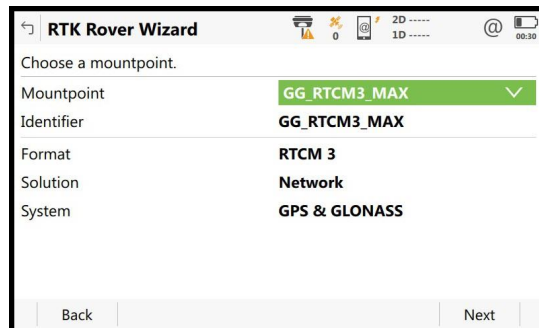 RTK Rover Wizard
0
@
2D -----
1D -----
@
00:30
Choose a mountpoint.
Mountpoint GG_RTCM3_MAX
Identifier GG_RTCM3_MAX
Format RTCM 3
Solution Network
System GPS & GLONASS
Back Next